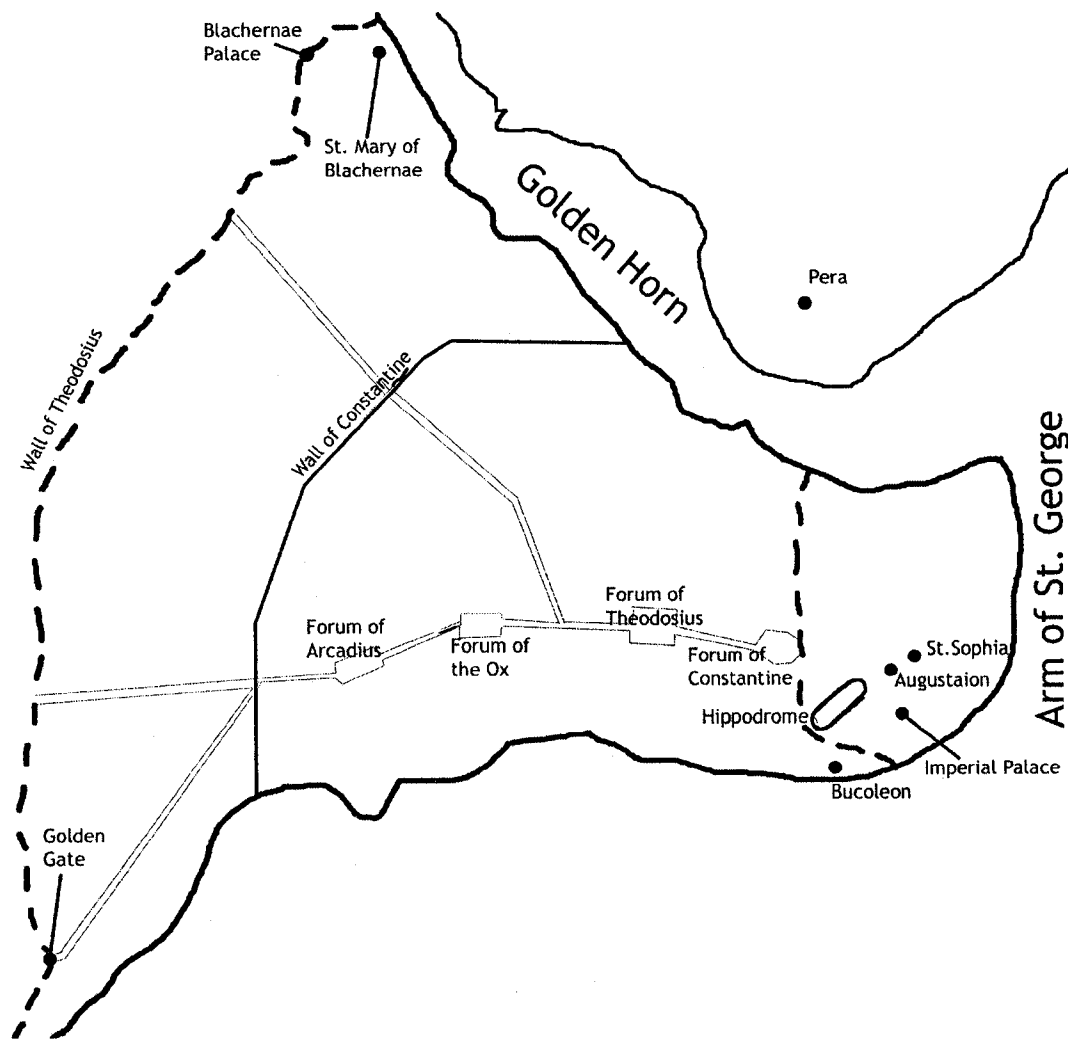 Blachernae
Palace
St. Mary of
Blachernae
Golden Horn
Pera
Wall of Theodosius
Wall of Constantine
Arm of St. George
Forum of
Theodosius
Forum of
Arcadius
Forum of
the Ox
Forum of
Constantine
St.Sophia
Augustaion
Hippodrome
Imperial Palace
Bucoleon
Golden
Gate